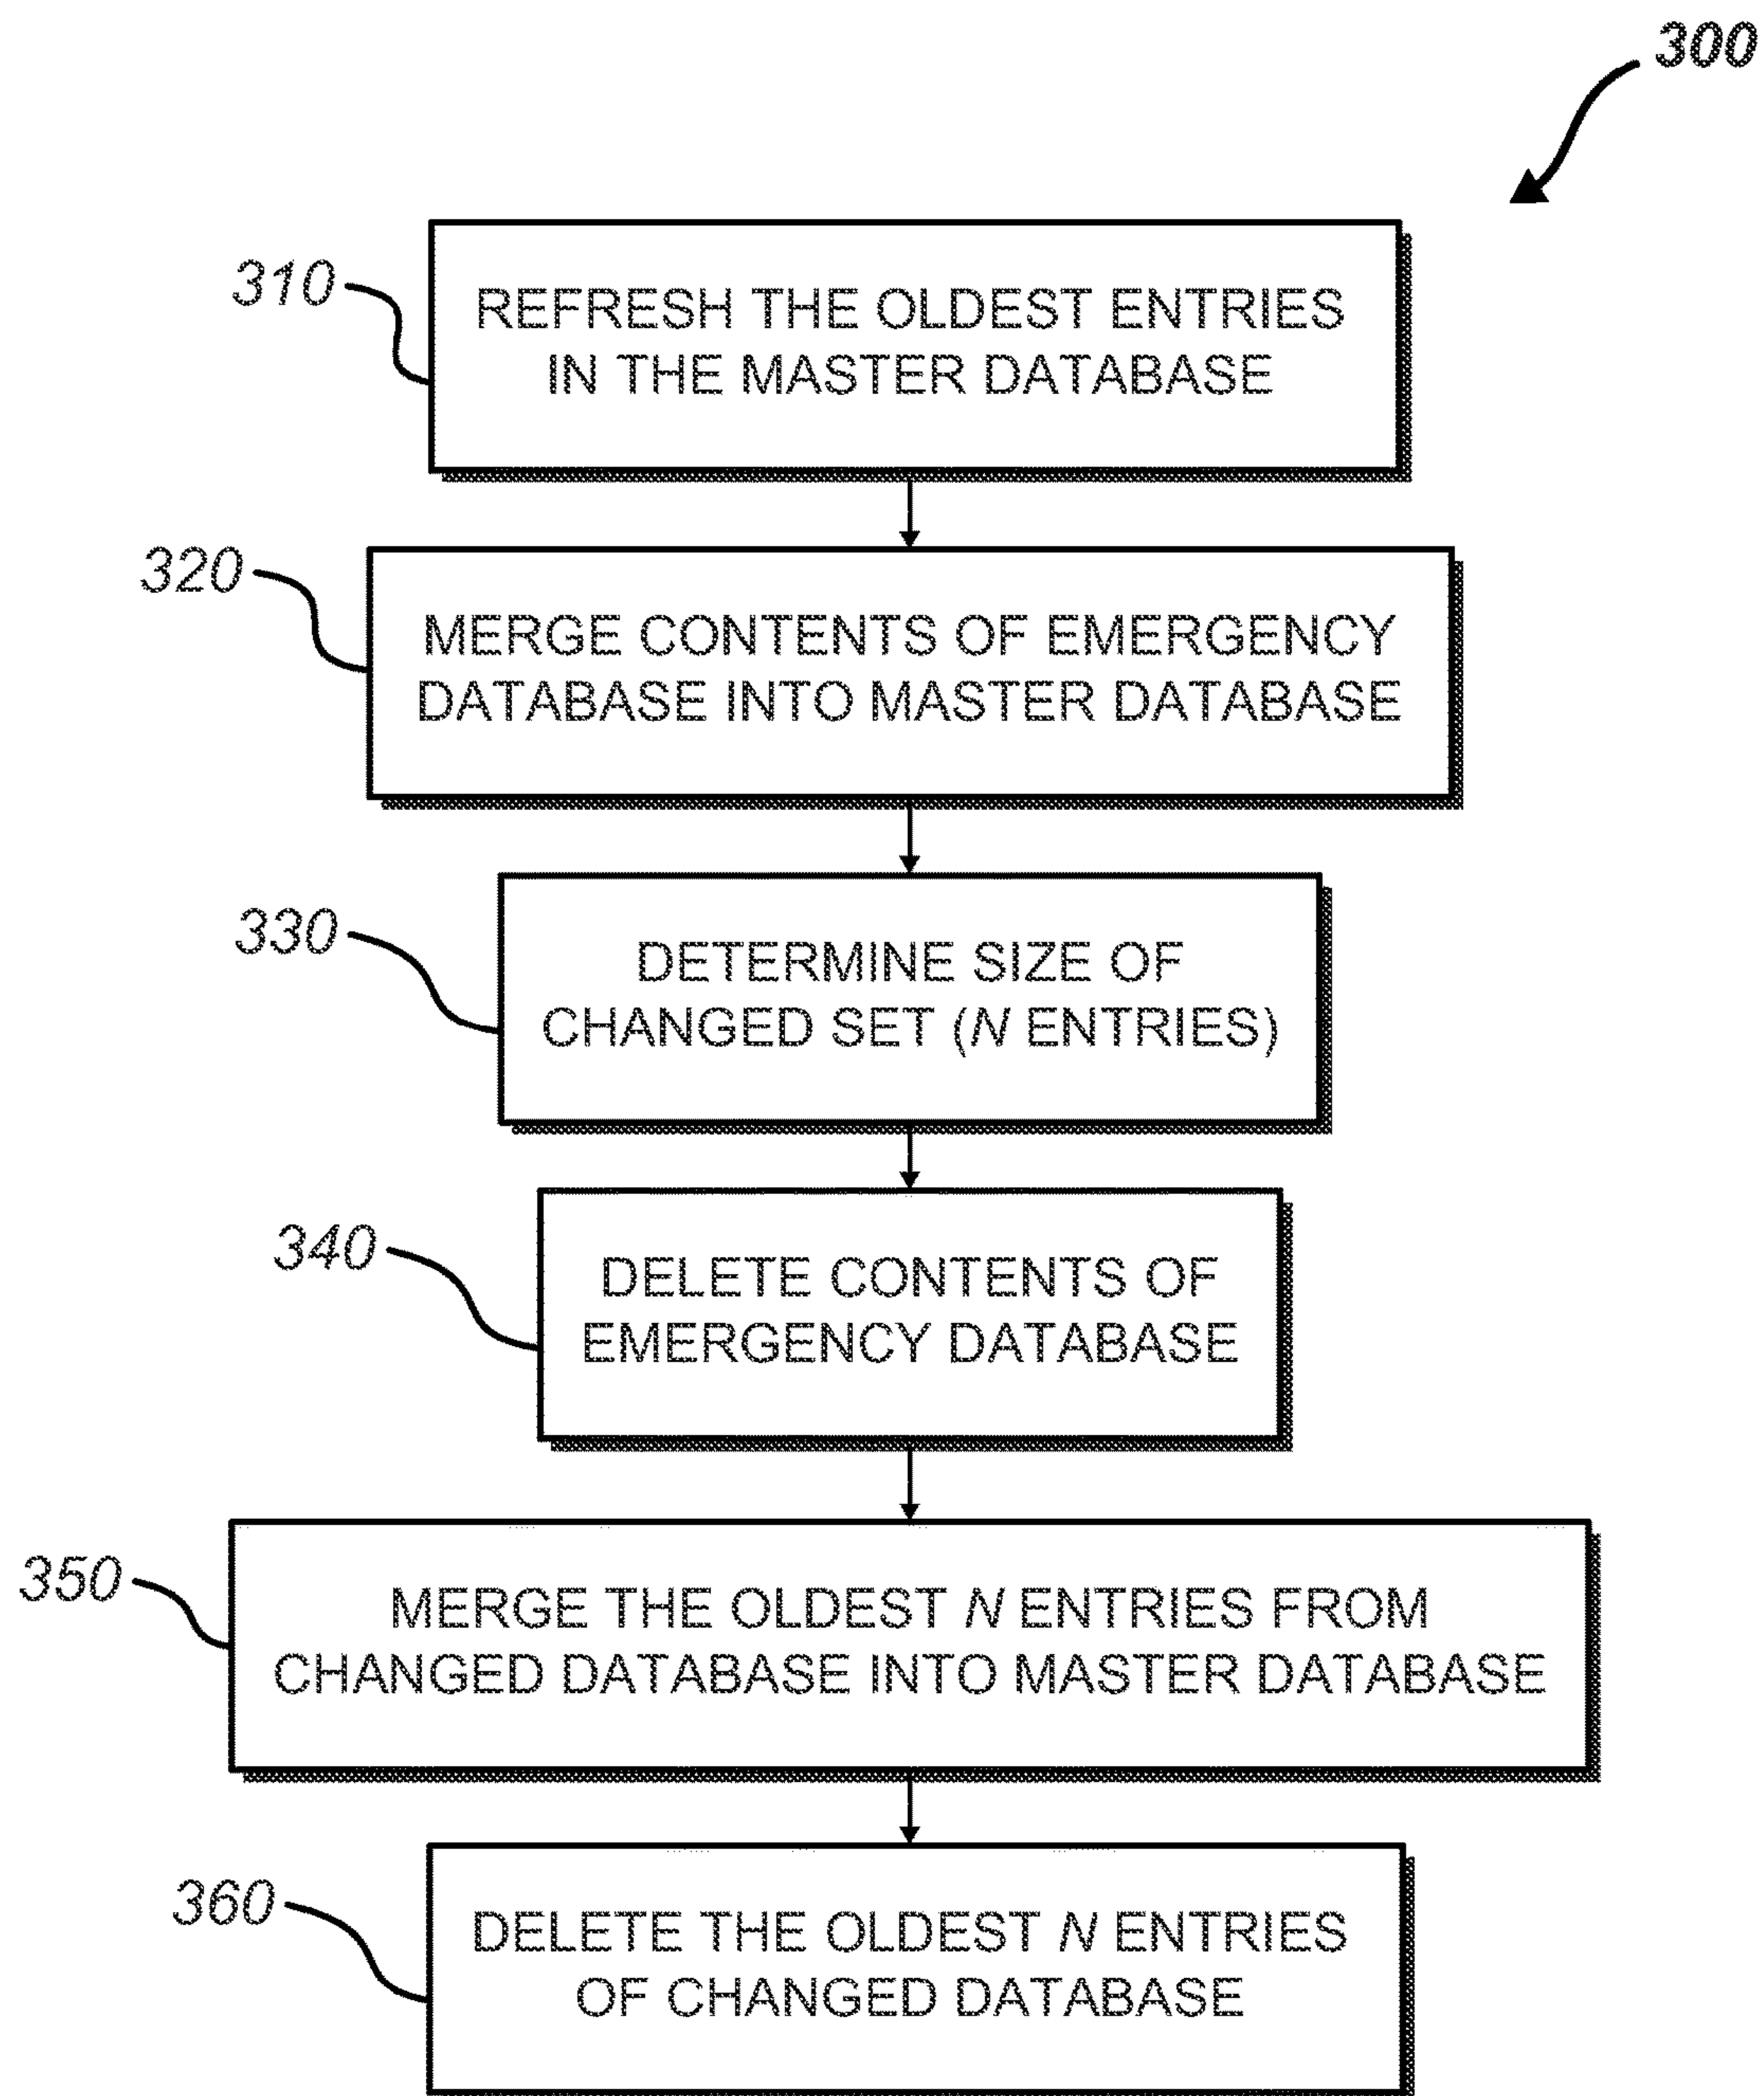 300
310
REFRESH THE OLDEST ENTRIES
IN THE MASTER DATABASE
320
MERGE CONTENTS OF EMERGENCY
DATABASE INTO MASTER DATABASE
330
DETERMINE SIZE OF
CHANGED SET (N ENTRIES)
340
DELETE CONTENTS OF
EMERGENCY DATABASE
350
MERGE THE OLDEST N ENTRIES FROM
CHANGED DATABASE INTO MASTER DATABASE
360
DELETE THE OLDEST N ENTRIES
OF CHANGED DATABASE